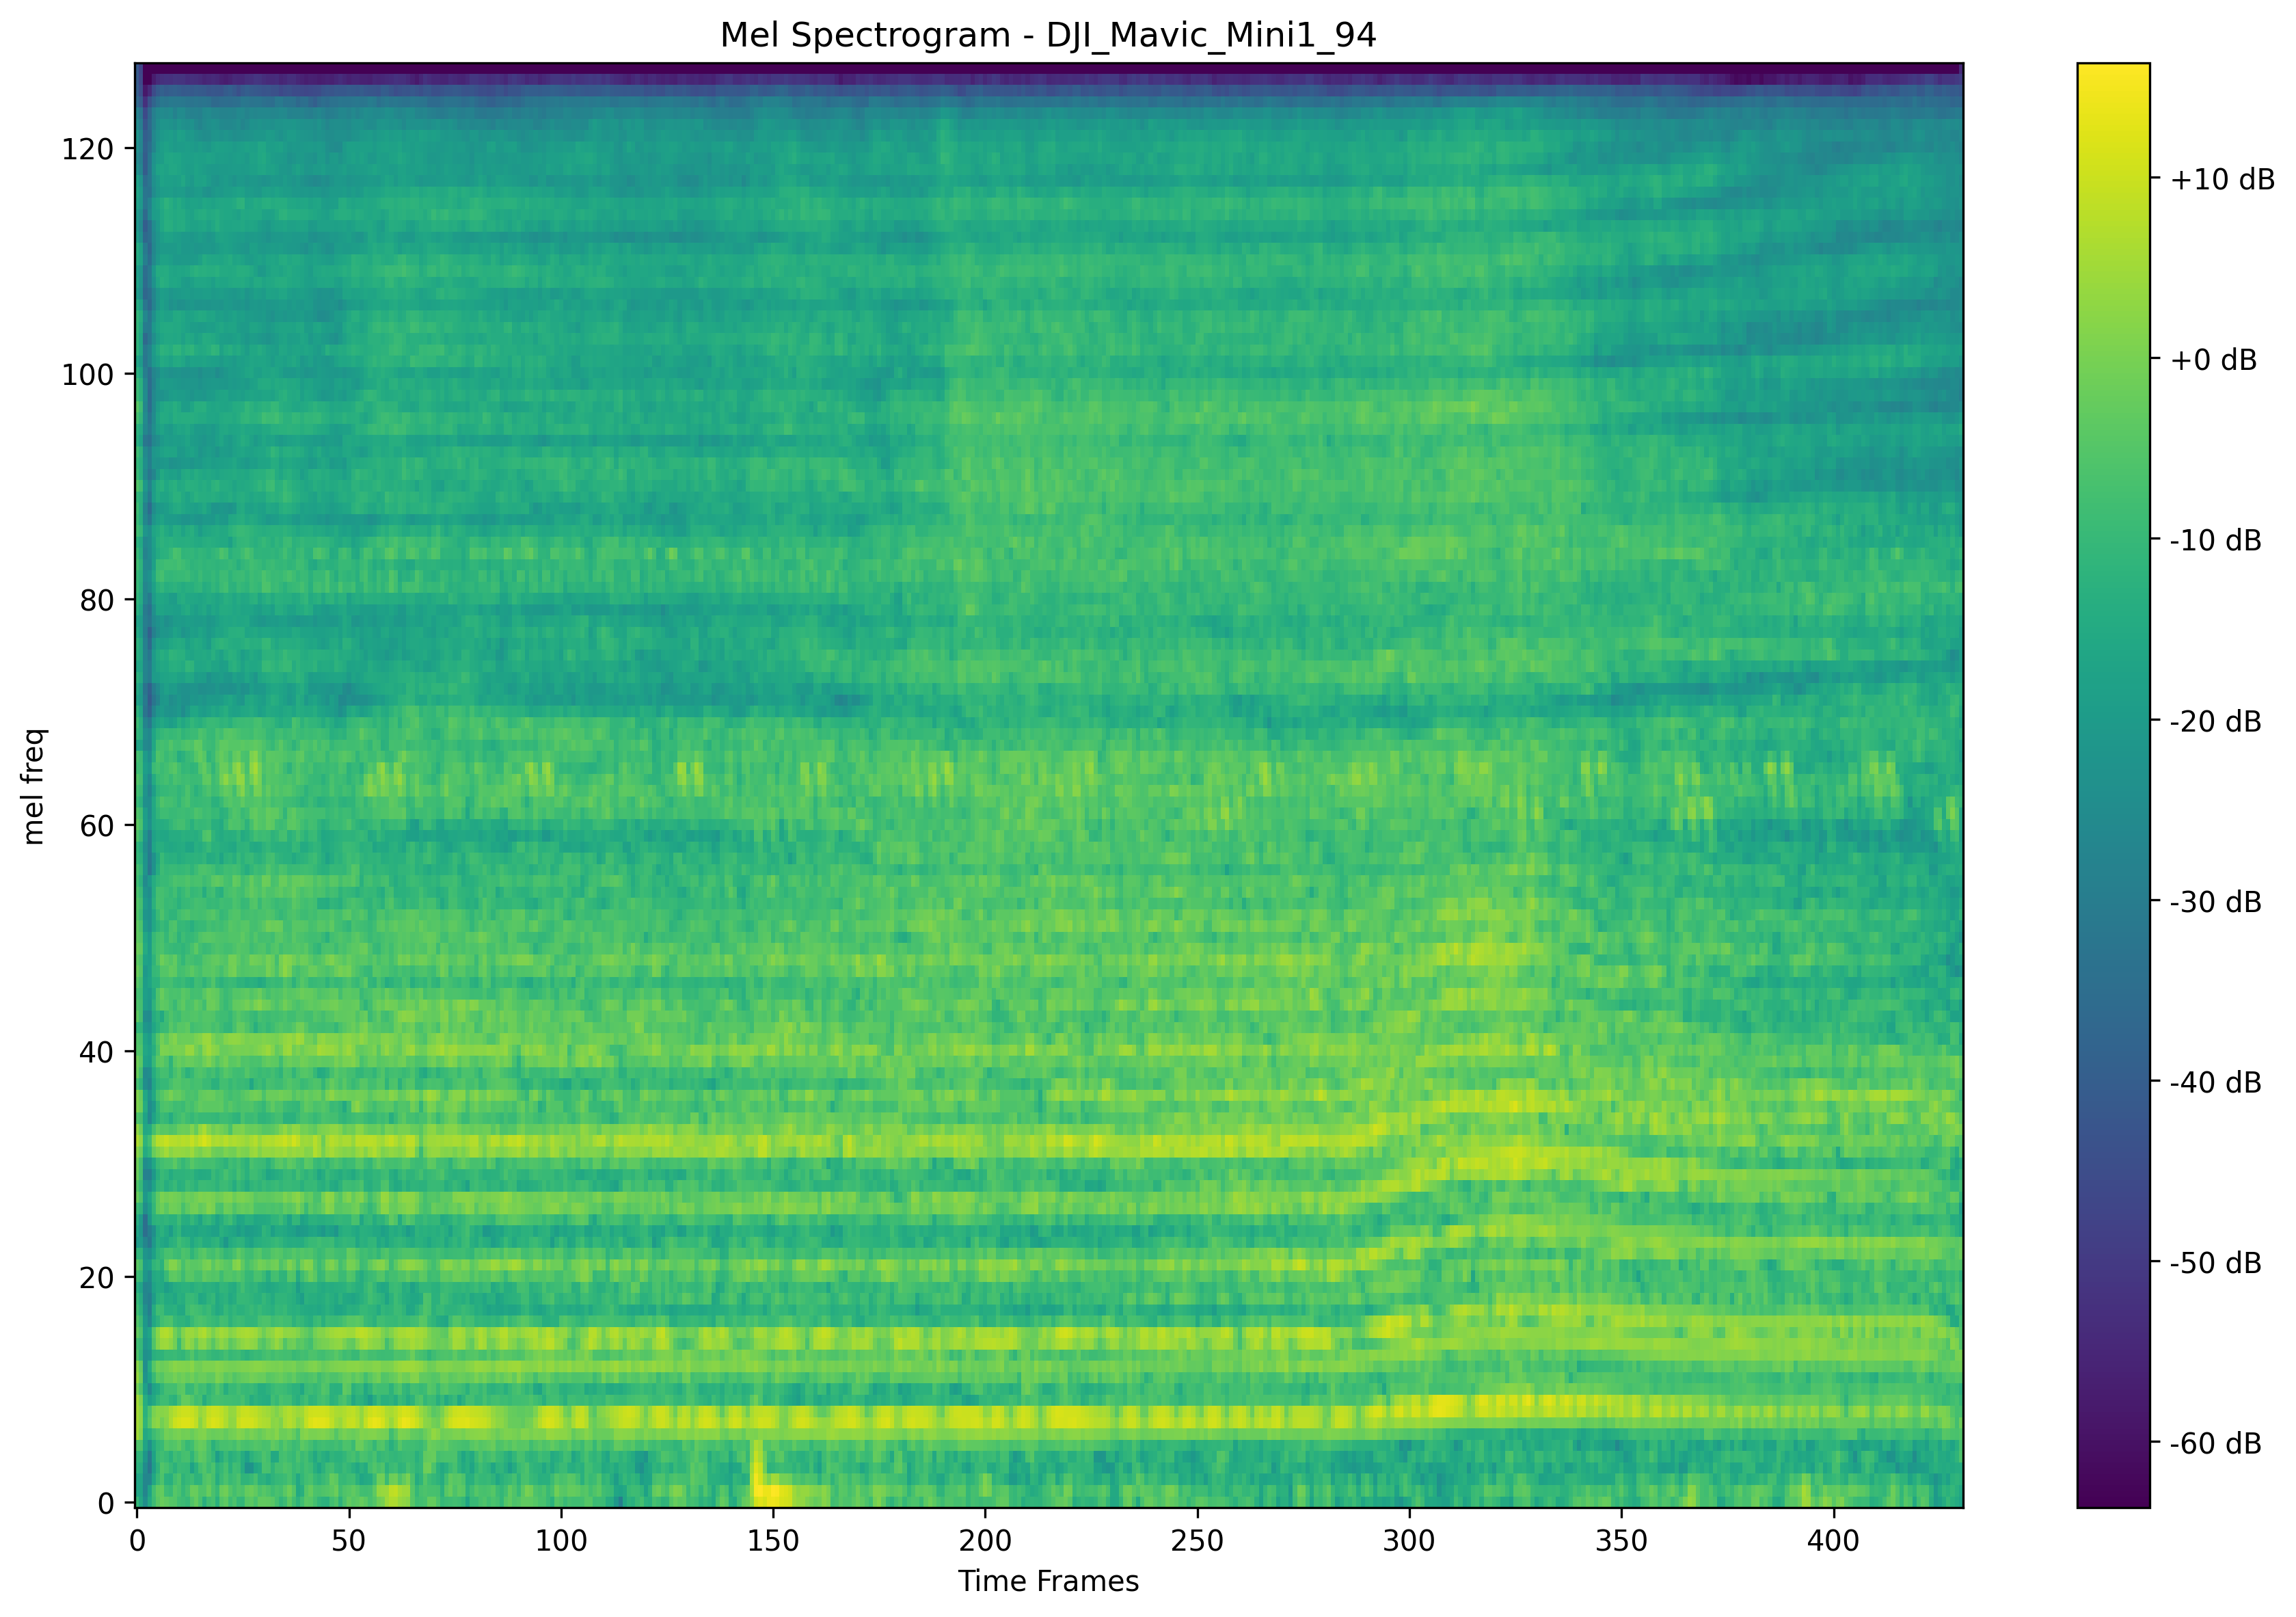 Mel Spectrogram - DJI_Mavic_Mini1_94
mel freq
120
100
80
60
40
20
0
0 50 100 150 200 250 300 350 400
Time Frames
+10 dB
+0 dB
-10 dB
-20 dB
-30 dB
-40 dB
-50 dB
-60 dB